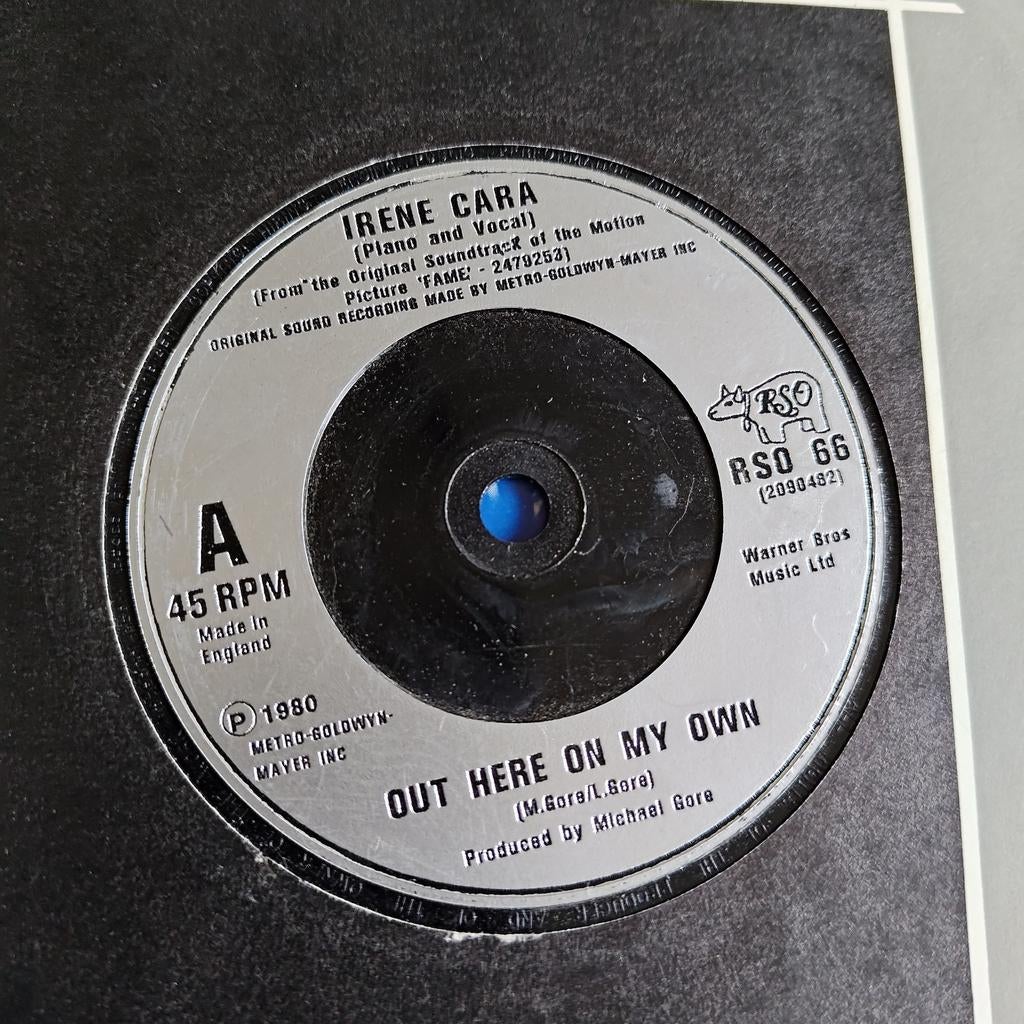 IRENE CARA
(Piano and Vocal)
(From the Original Soundtrack of the Motion
Picture 'FAME' - 2479253)
ORIGINAL SOUND RECORDING MADE BY METRO-GOLDWYN-MAYER INC
RSO
RSO 66
(2090482)
Warner Bros
Music Ltd
A
45 RPM
Made in
England
℗ 1980
METRO-GOLDWYN-
MAYER INC
OUT HERE ON MY OWN
(M.Gore/L.Gore)
Produced by Michael Gore
PRODUCER AND